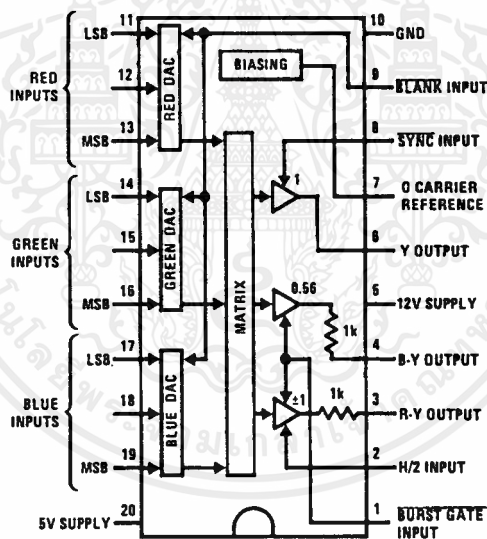 11
LSB
12
RED
INPUTS
13
MSB
RED DAC
14
LSB
GREEN
INPUTS
15
16
MSB
GREEN DAC
17
LSB
BLUE
INPUTS
18
19
MSB
BLUE DAC
20
5V SUPPLY
BIASING
MATRIX
1
0.56
1k
±1
1k
10
GND
9
BLANK INPUT
8
SYNC INPUT
7
O CARRIER
REFERENCE
6
Y OUTPUT
5
12V SUPPLY
4
B-Y OUTPUT
3
R-Y OUTPUT
2
H/2 INPUT
1
BURST GATE
INPUT